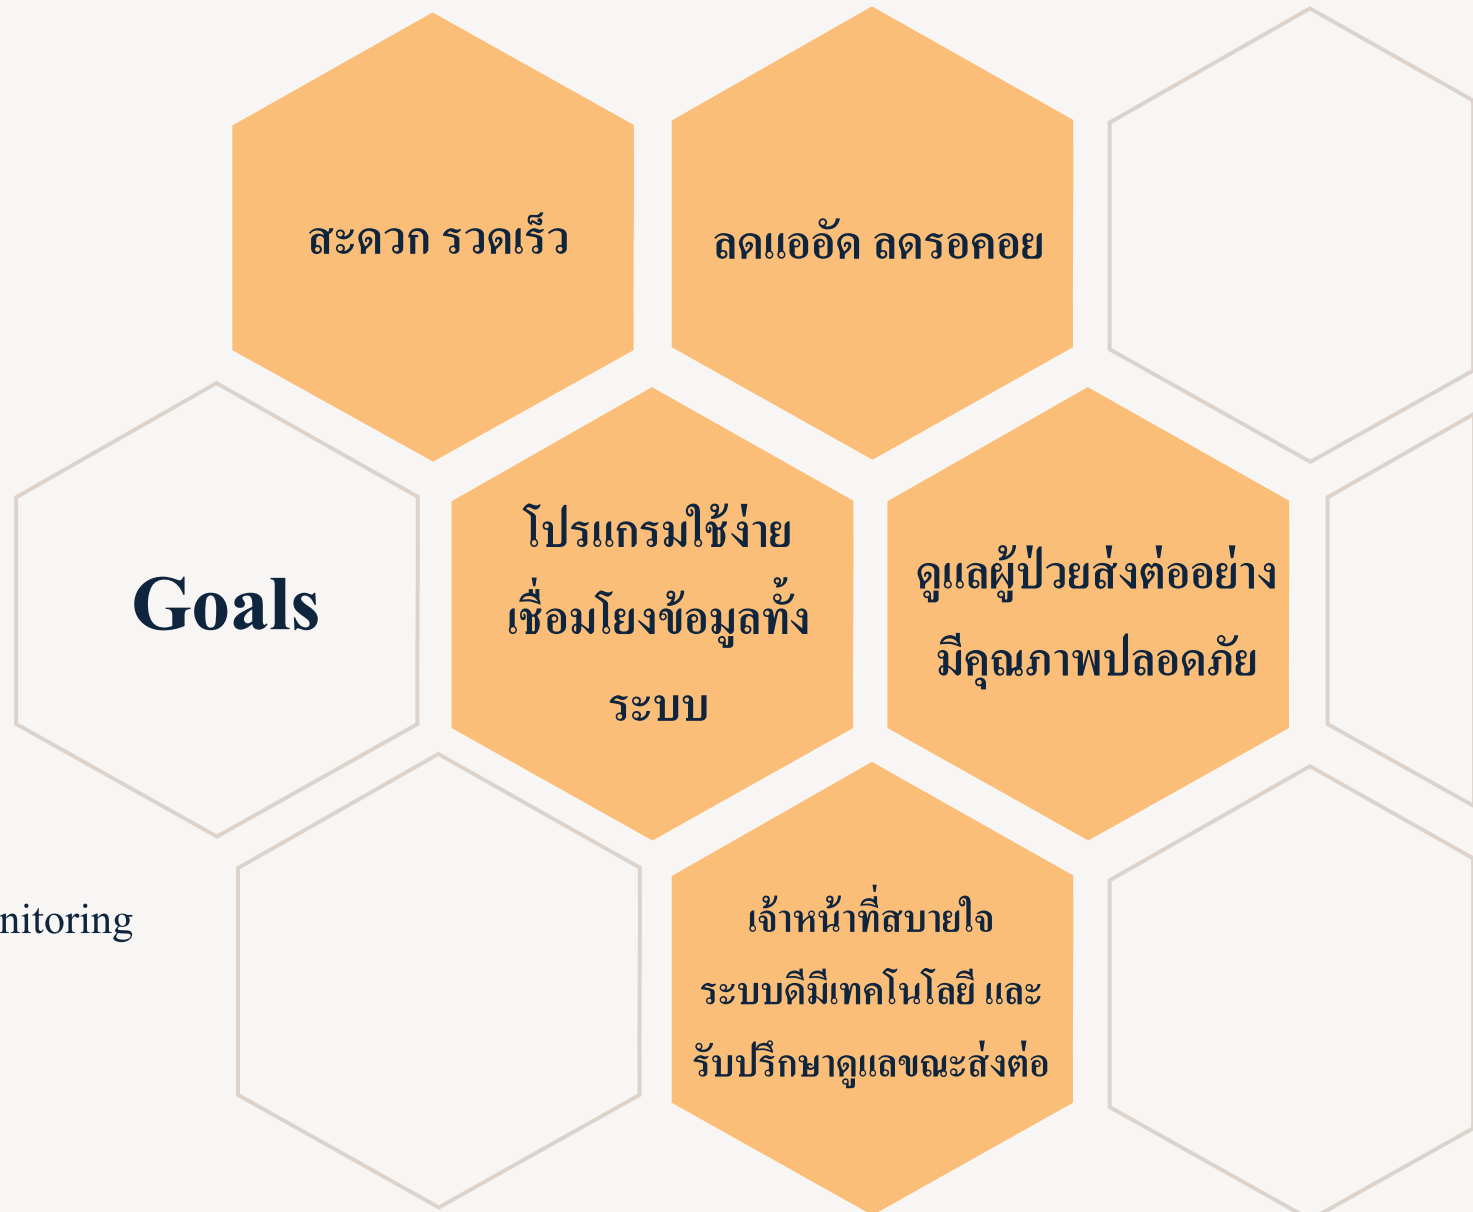 สะดวก รวดเร็ว
ลดแออัด ลดรอคอย
Goals
โปรแกรมใช้ง่าย
เชื่อมโยงข้อมูลทั้ง
ระบบ
ดูแลผู้ป่วยส่งต่ออย่าง
มีคุณภาพปลอดภัย
nitoring
เจ้าหน้าที่สบายใจ
ระบบดีมีเทคโนโลยี และ
รับปรึกษาดูแลขณะส่งต่อ